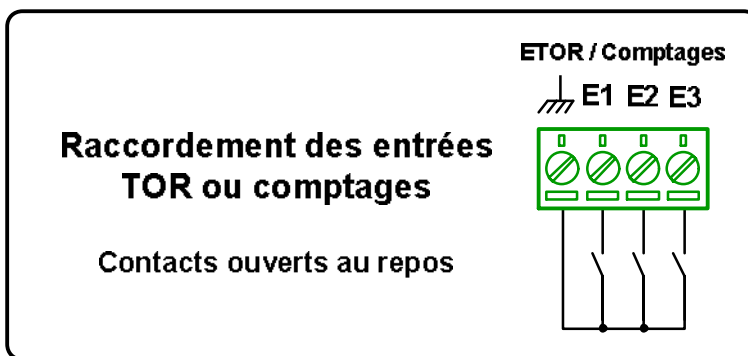 ETOR / Comptages
E1 E2 E3
Raccordement des entrées
TOR ou comptages
Contacts ouverts au repos